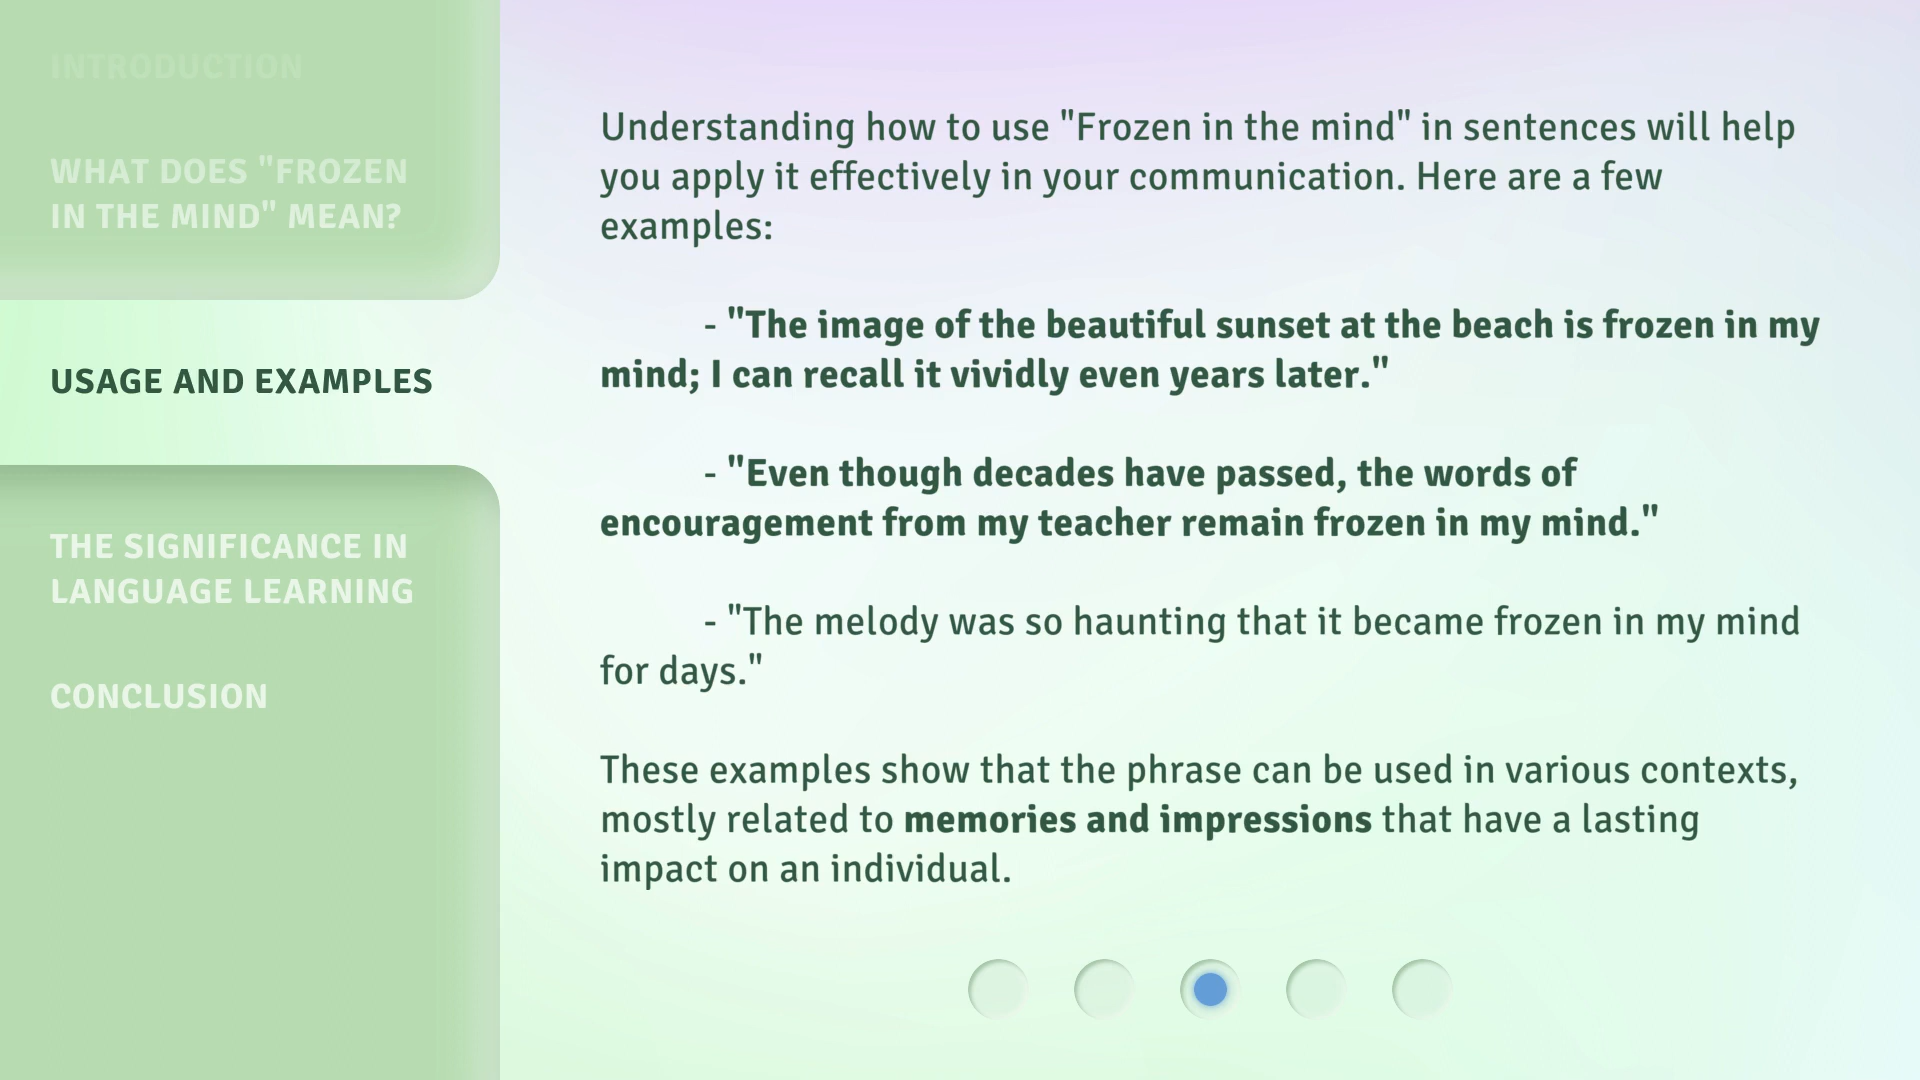 INTRODUCTION
WHAT DOES "FROZEN
IN THE MIND" MEAN?
USAGE AND EXAMPLES
THE SIGNIFICANCE IN
LANGUAGE LEARNING
CONCLUSION
Understanding how to use "Frozen in the mind" in sentences will help
you apply it effectively in your communication. Here are a few
examples:
- "The image of the beautiful sunset at the beach is frozen in my
mind; I can recall it vividly even years later."
- "Even though decades have passed, the words of
encouragement from my teacher remain frozen in my mind."
- "The melody was so haunting that it became frozen in my mind
for days."
These examples show that the phrase can be used in various contexts,
mostly related to memories and impressions that have a lasting
impact on an individual.